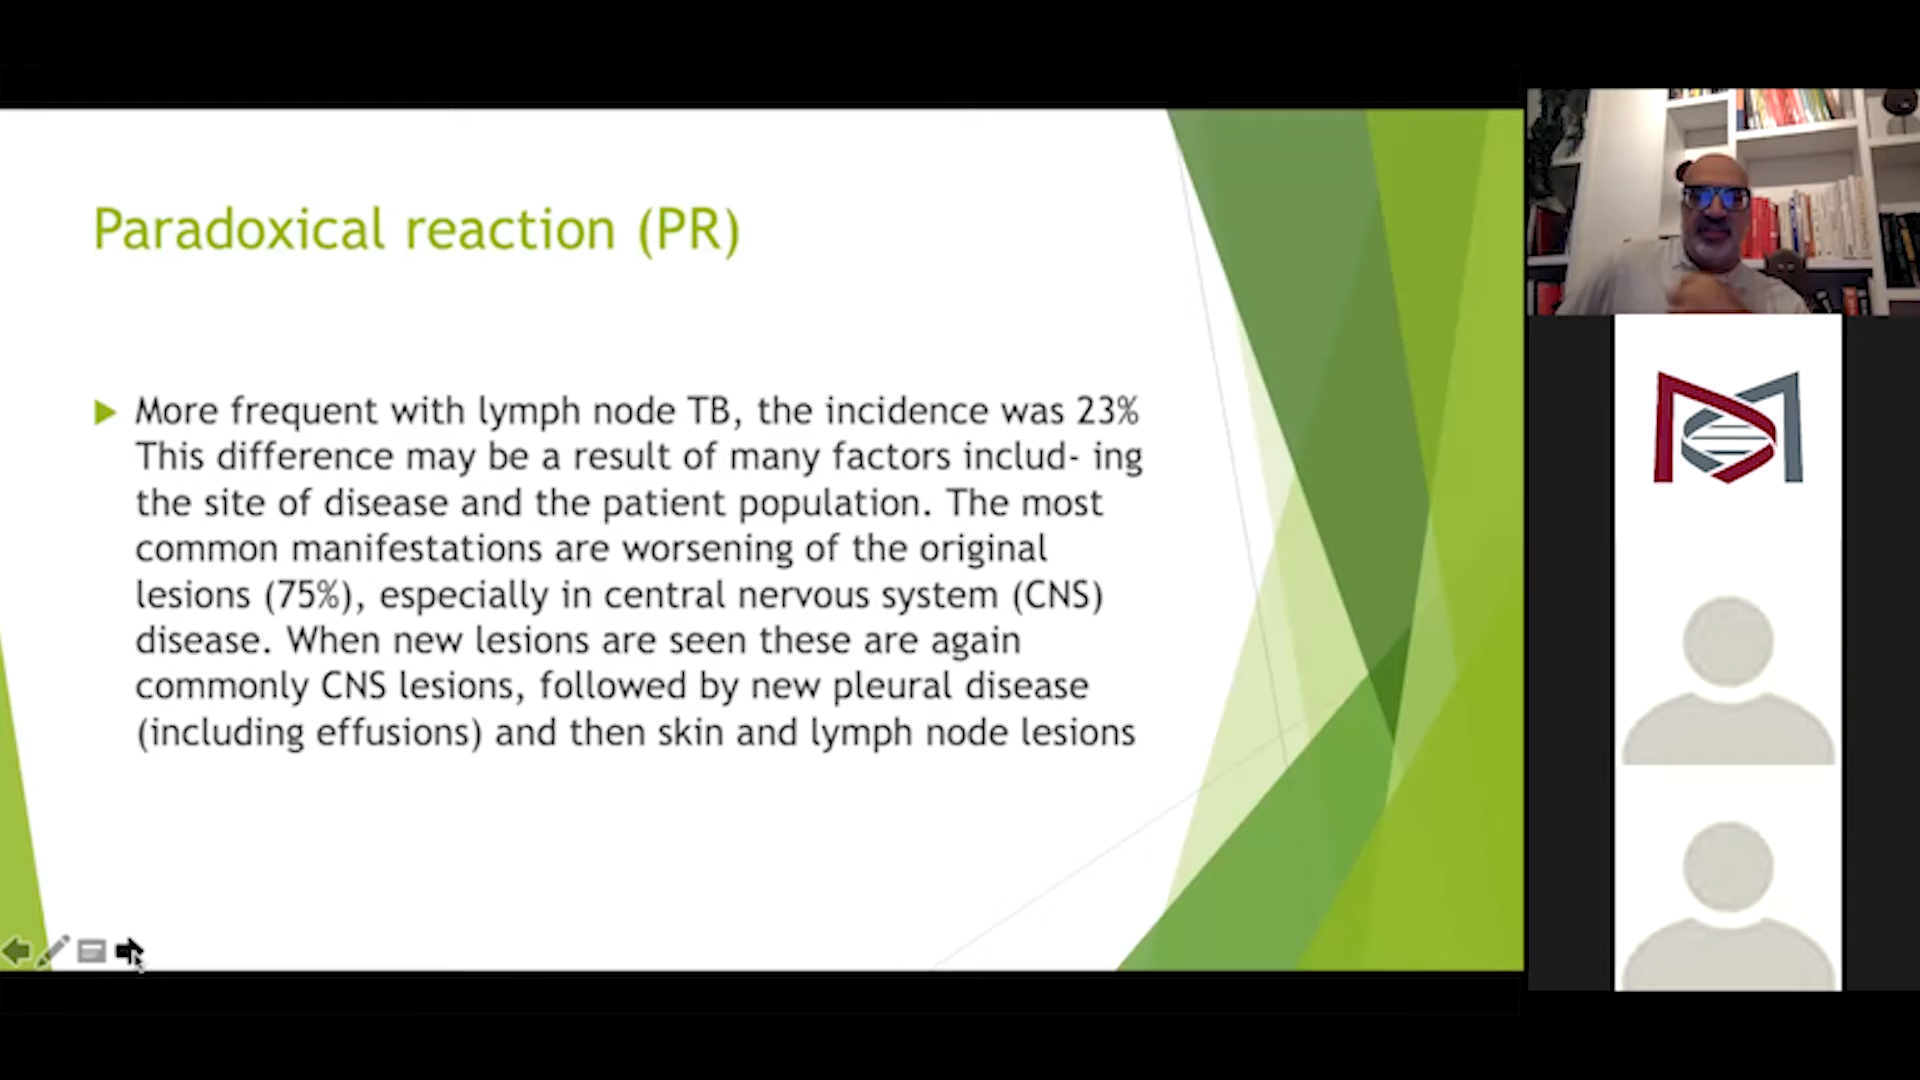 Paradoxical reaction (PR)
More frequent with lymph node TB, the incidence was 23%
This difference may be a result of many factors includ- ing
the site of disease and the patient population. The most
common manifestations are worsening of the original
lesions (75%), especially in central nervous system (CNS)
disease. When new lesions are seen these are again
commonly CNS lesions, followed by new pleural disease
(including effusions) and then skin and lymph node lesions